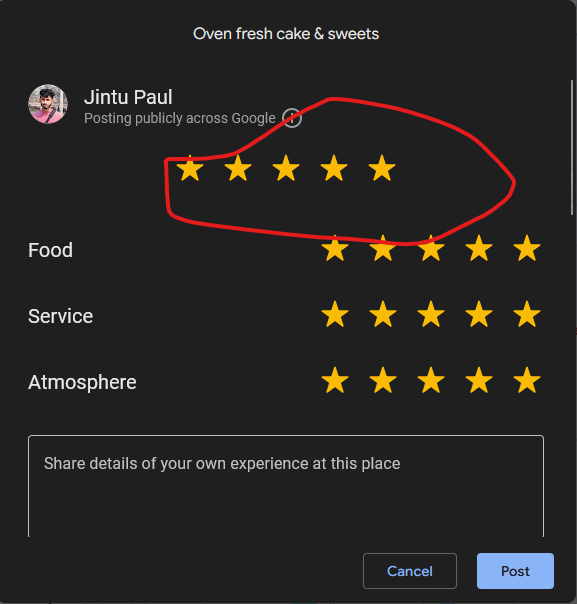 Oven fresh cake & sweets
Jintu Paul
Posting publicly across Google
Food
Service
Atmosphere
Share details of your own experience at this place
Cancel
Post